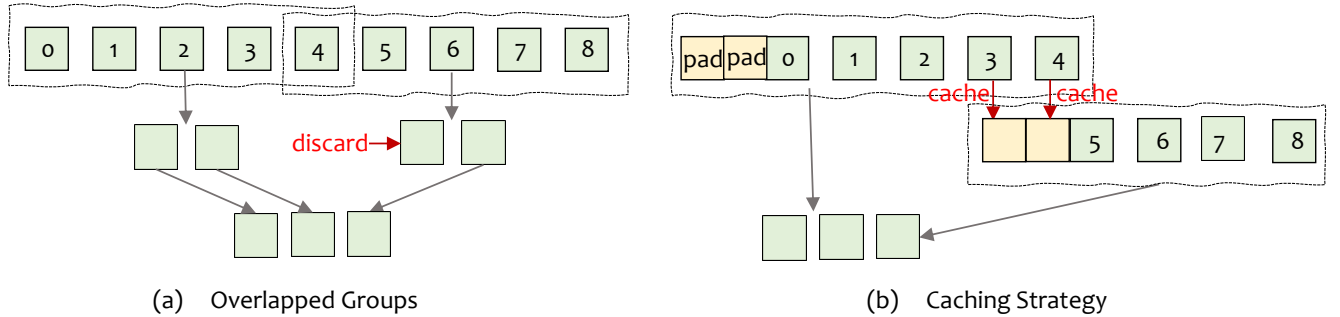 0 1 2 3 4 5 6 7 8
discard
(a) Overlapped Groups
pad pad 0 1 2 3 4
cache cache
5 6 7 8
(b) Caching Strategy